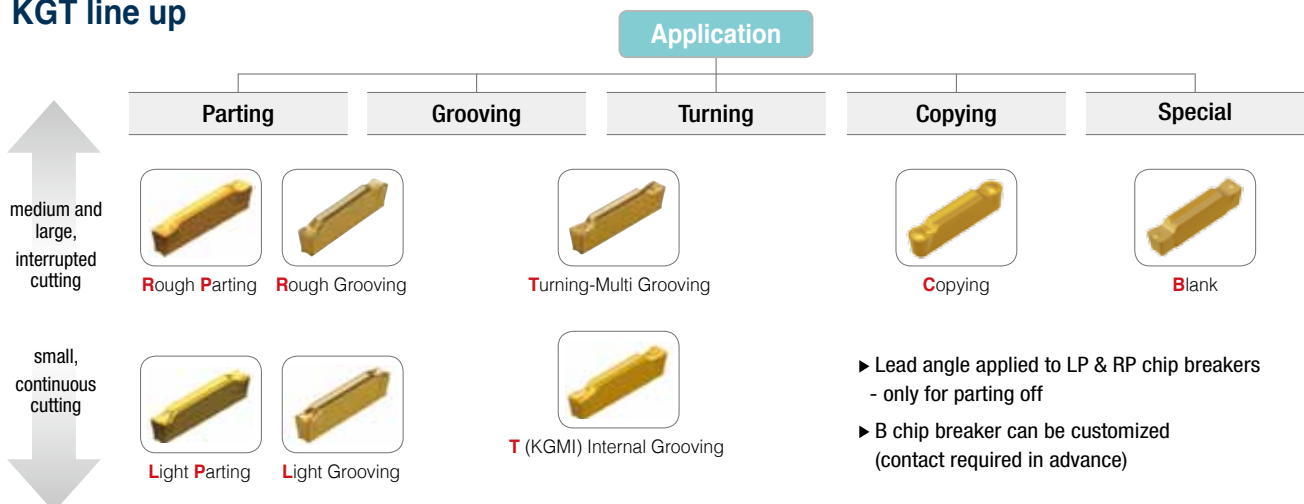 KGT line up
Application
Parting
Grooving
Turning
Copying
Special
medium and
large,
interrupted
cutting
Rough Parting
Rough Grooving
Turning-Multi Grooving
Copying
Blank
small,
continuous
cutting
Light Parting
Light Grooving
T (KGMI) Internal Grooving
▶ Lead angle applied to LP & RP chip breakers
- only for parting off
▶ B chip breaker can be customized
(contact required in advance)